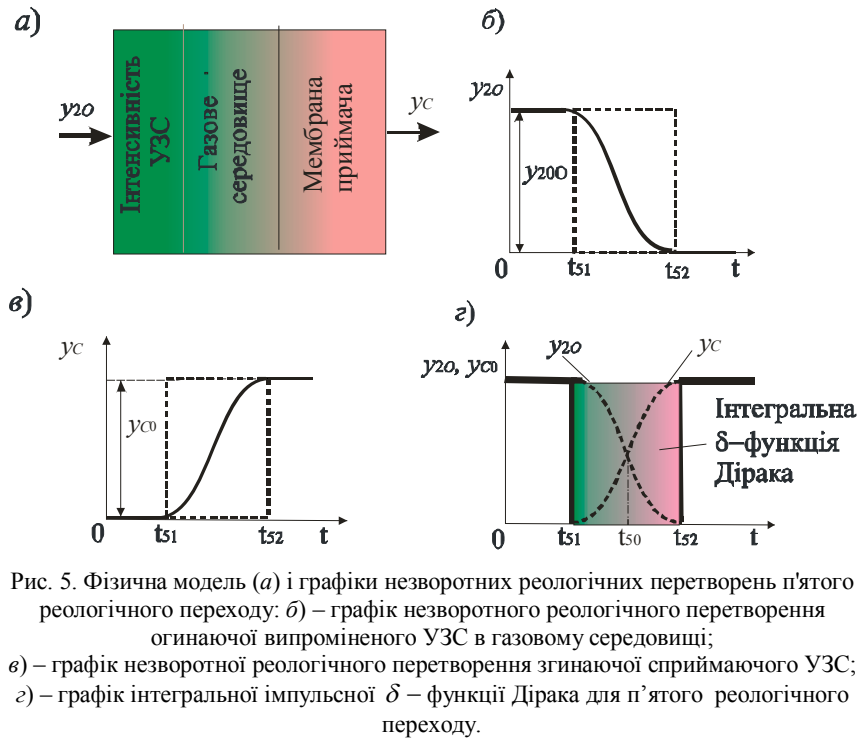 а)
y2O
Інтенсивність
УЗС
Газове
середовище
Мембрана
приймача
yC
б)
y2O
y2OO
0
t51
t52
t
в)
yC
yC0
0
t51
t52
t
г)
y2O, yC0
y2O
yC
Інтегральна
δ–функція
Дірака
0
t51
t50
t52
t
Рис. 5. Фізична модель (а) і графіки незворотних реологічних перетворень п'ятого
реологічного переходу: б) – графік незворотного реологічного перетворення
огинаючої випроміненого УЗС в газовому середовищі;
в) – графік незворотної реологічного перетворення згинаючої сприймаючого УЗС;
г) – графік інтегральної імпульсної δ – функції Дірака для п’ятого реологічного
переходу.